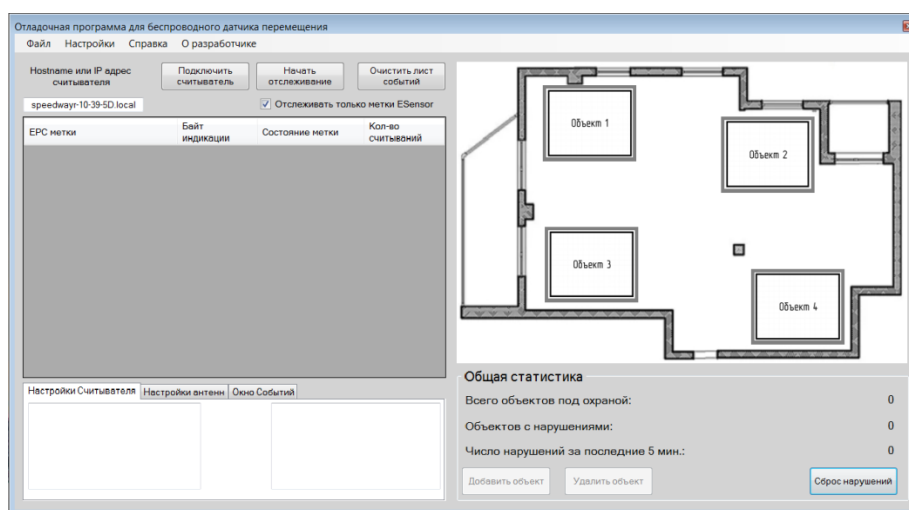 Отладочная программа для беспроводного датчика перемещения
Файл Настройки Справка О разработчике
Hostname или IP адрес
считывателя
Подключить
считыватель
Начать
отслеживание
Очистить лист
событий
speedwayr-10-39-5D.local
Отслеживать только метки ESensor
EPC метки
Байт
индикации
Состояние метки
Кол-во
считываний
Объект 1
Объект 2
Объект 3
Объект 4
Настройки Считывателя Настройки антенн Окно Событий
Общая статистика
Всего объектов под охраной: 0
Объектов с нарушениями: 0
Число нарушений за последние 5 мин.: 0
Добавить объект Удалить объект Сброс нарушений